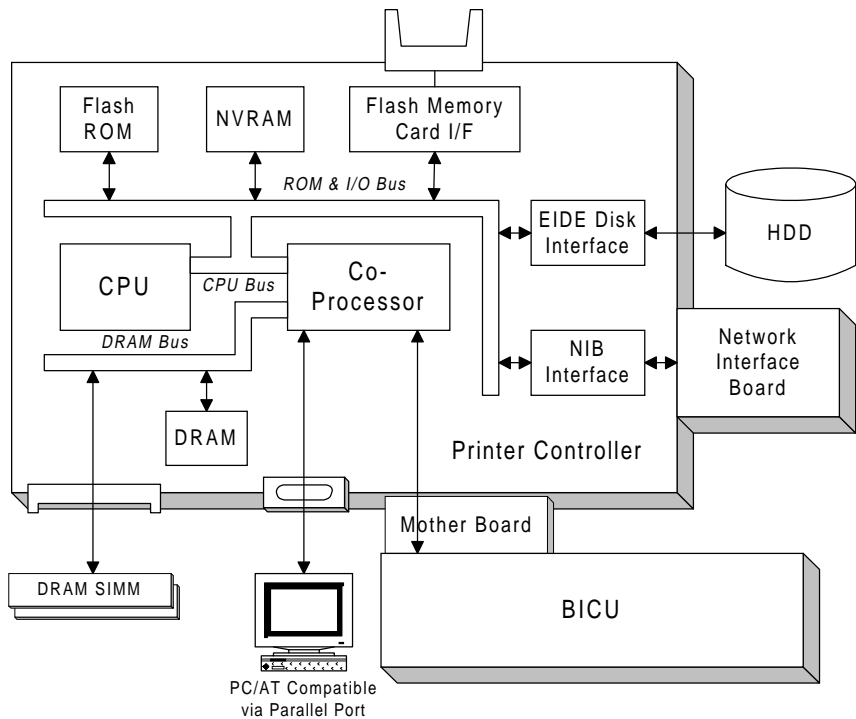 Flash
ROM
NVRAM
Flash Memory
Card I/F
ROM & I/O Bus
EIDE Disk
Interface
HDD
CPU
CPU Bus
Co-
Processor
DRAM Bus
NIB
Interface
Network
Interface
Board
DRAM
Printer Controller
Mother Board
DRAM SIMM
BICU
PC/AT Compatible
via Parallel Port